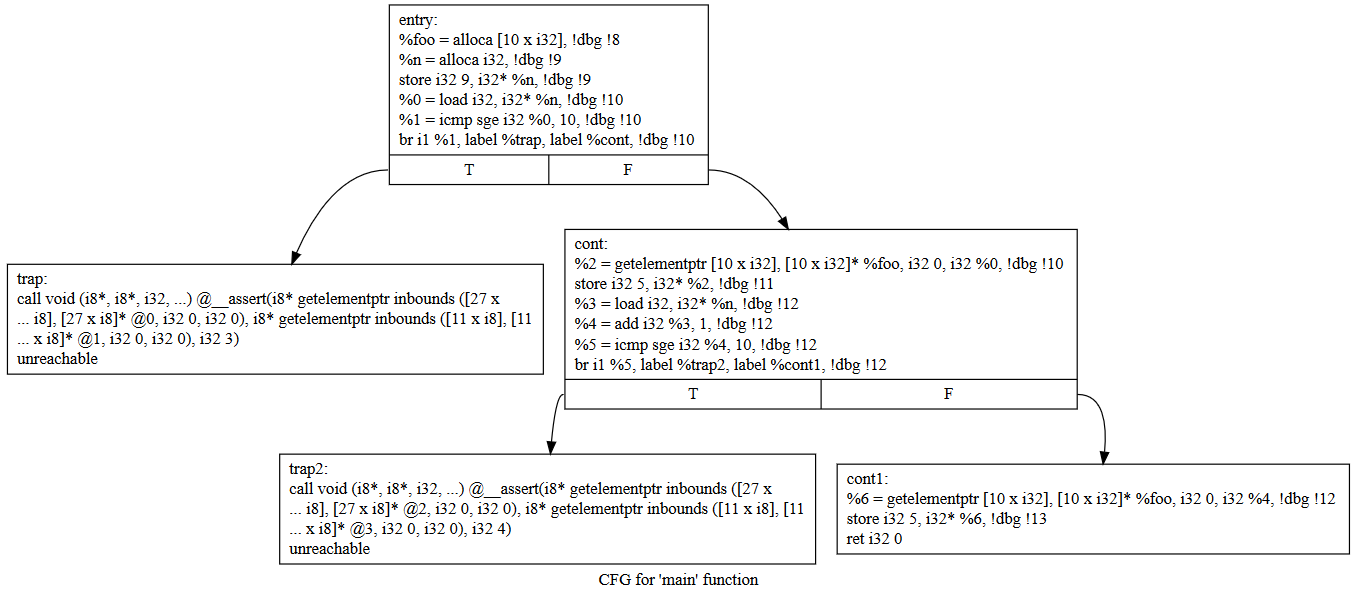 entry:
%foo = alloca [10 x i32], !dbg !8
%n = alloca i32, !dbg !9
store i32 9, i32* %n, !dbg !9
%0 = load i32, i32* %n, !dbg !10
%1 = icmp sge i32 %0, 10, !dbg !10
br i1 %1, label %trap, label %cont, !dbg !10
T
F
trap:
call void (i8*, i8*, i32, ...) @__assert(i8* getelementptr inbounds ([27 x
... i8], [27 x i8]* @0, i32 0, i32 0), i8* getelementptr inbounds ([11 x i8], [11
... x i8]* @1, i32 0, i32 0), i32 3)
unreachable
cont:
%2 = getelementptr [10 x i32], [10 x i32]* %foo, i32 0, i32 %0, !dbg !10
store i32 5, i32* %2, !dbg !11
%3 = load i32, i32* %n, !dbg !12
%4 = add i32 %3, 1, !dbg !12
%5 = icmp sge i32 %4, 10, !dbg !12
br i1 %5, label %trap2, label %cont1, !dbg !12
T
F
trap2:
call void (i8*, i8*, i32, ...) @__assert(i8* getelementptr inbounds ([27 x
... i8], [27 x i8]* @2, i32 0, i32 0), i8* getelementptr inbounds ([11 x i8], [11
... x i8]* @3, i32 0, i32 0), i32 4)
unreachable
cont1:
%6 = getelementptr [10 x i32], [10 x i32]* %foo, i32 0, i32 %4, !dbg !12
store i32 5, i32* %6, !dbg !13
ret i32 0
CFG for 'main' function